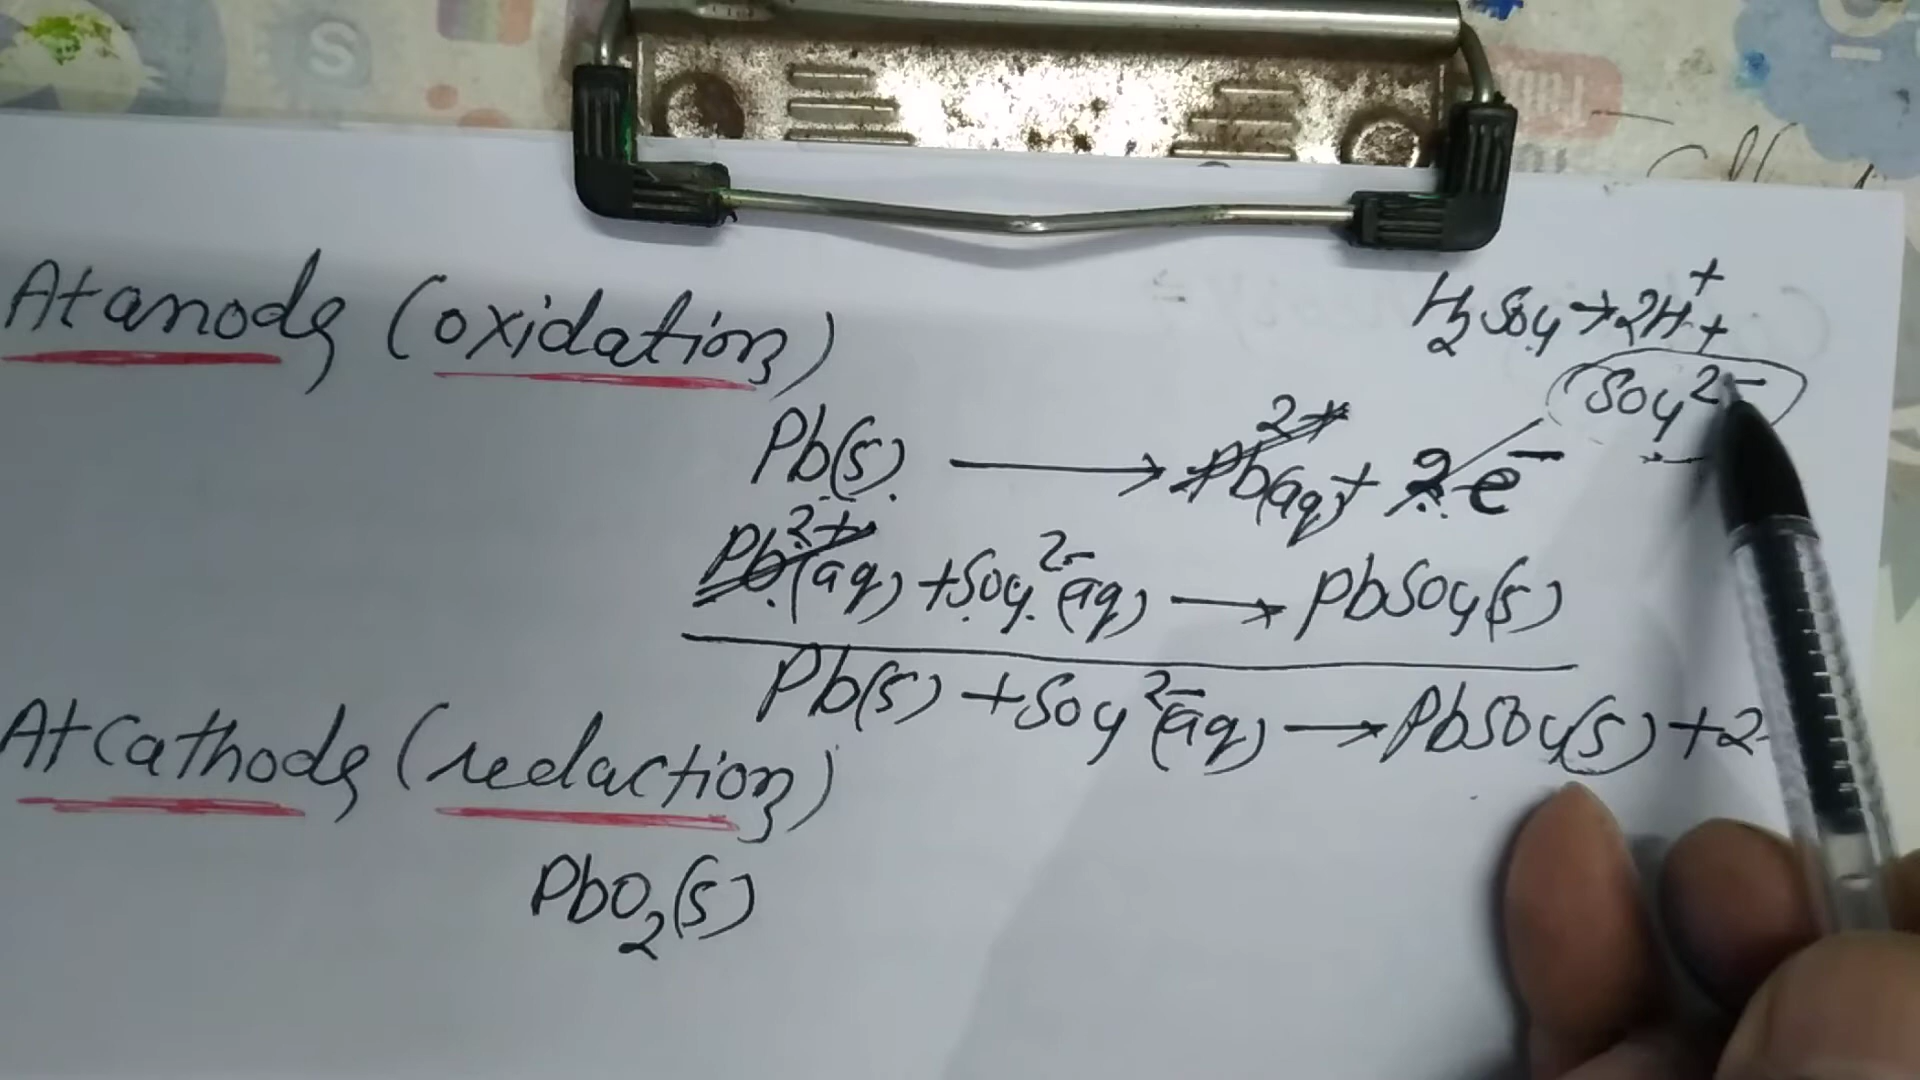 At anode (oxidation)
H2SO4 → 2H+ +
SO4 2-
Pb(s) → Pb2+(aq) + 2e-
Pb2+(aq) + SO4 2-(aq) → PbSO4(s)
Pb(s) + SO4 2-(aq) → PbSO4(s) + 2
At Cathode (redaction)
PbO2(s)